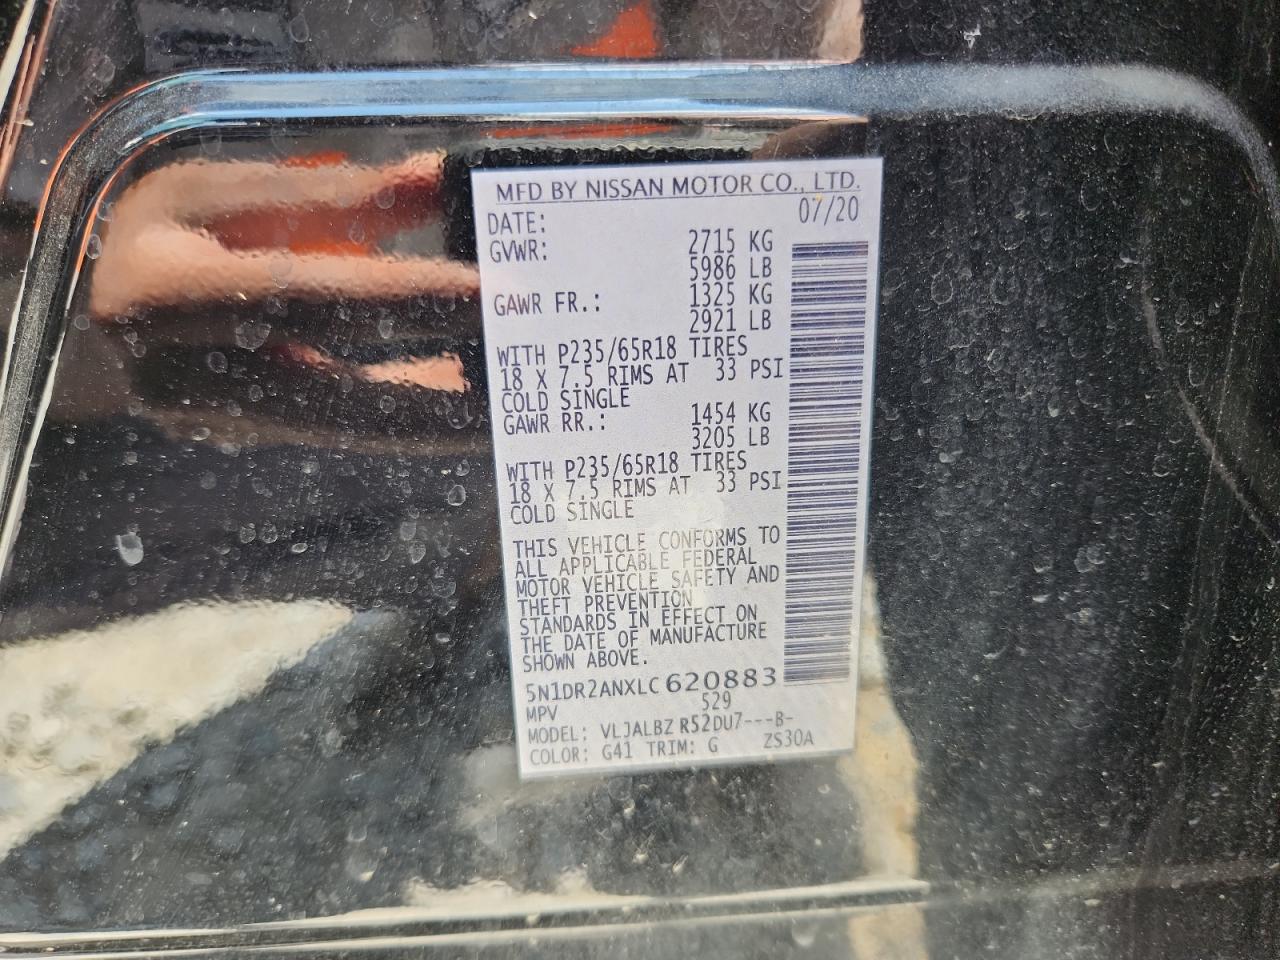 MFD BY NISSAN MOTOR CO., LTD.
DATE: 07/20
GVWR: 2715 KG
5986 LB
GAWR FR.: 1325 KG
2921 LB
WITH P235/65R18 TIRES
18 X 7.5 RIMS AT 33 PSI
COLD SINGLE
GAWR RR.: 1454 KG
3205 LB
WITH P235/65R18 TIRES
18 X 7.5 RIMS AT 33 PSI
COLD SINGLE
THIS VEHICLE CONFORMS TO
ALL APPLICABLE FEDERAL
MOTOR VEHICLE SAFETY AND
THEFT PREVENTION
STANDARDS IN EFFECT ON
THE DATE OF MANUFACTURE
SHOWN ABOVE.
5N1DR2ANXLC620883
MPV 529
MODEL: VLJALBZ R52DU7---B-
COLOR: G41 TRIM: G ZS30A